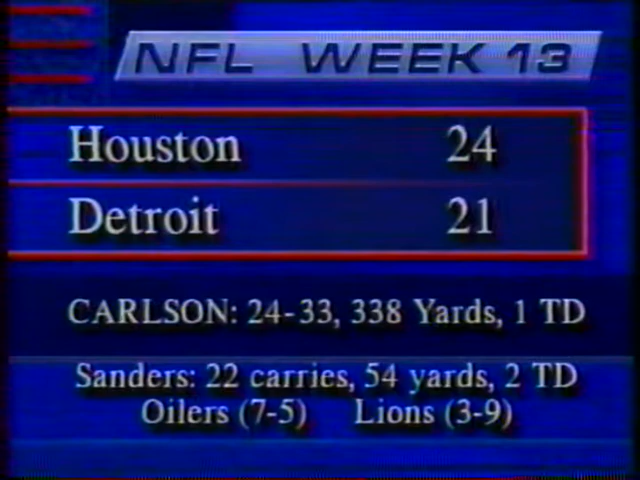 NFL WEEK 13
Houston 24
Detroit 21
CARLSON: 24-33, 338 Yards, 1 TD
Sanders: 22 carries, 54 yards, 2 TD
Oilers (7-5) Lions (3-9)